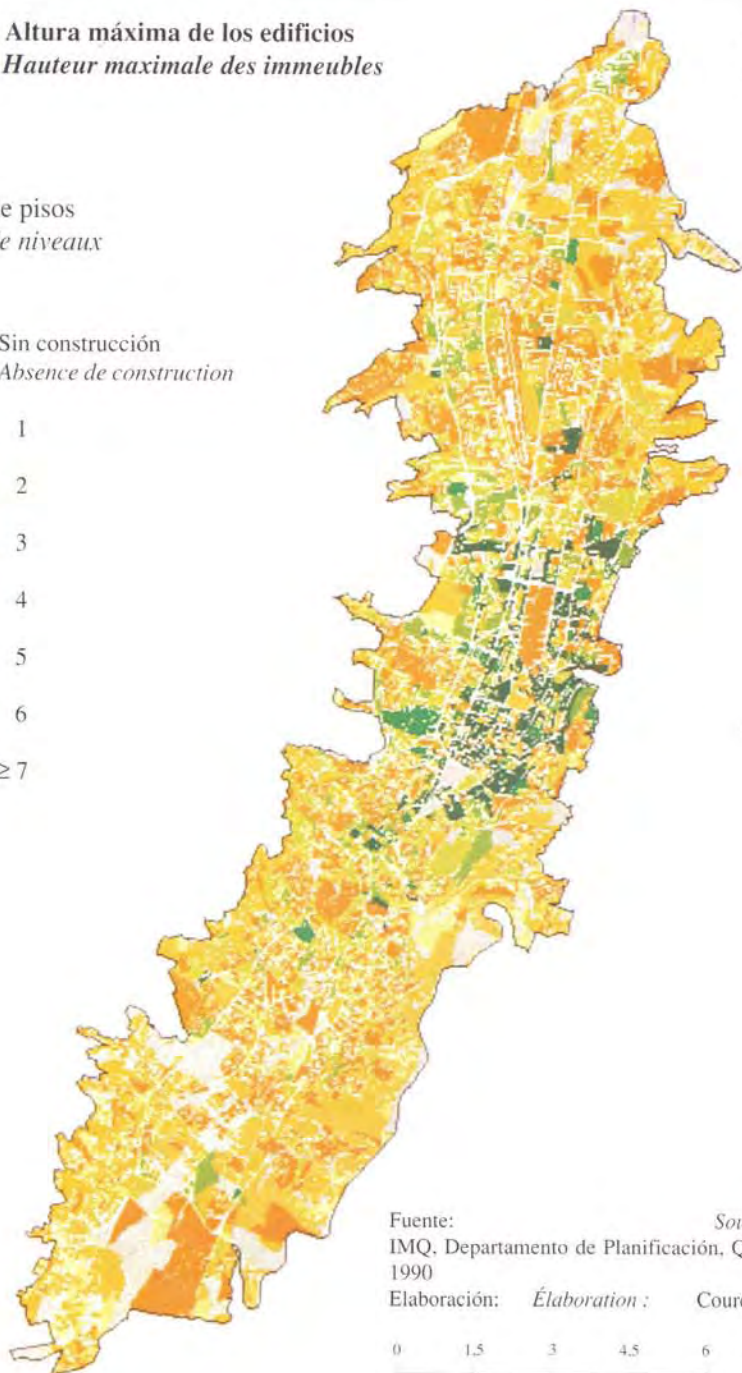 Altura máxima de los edificios
Hauteur maximale des immeubles
e pisos
e niveaux
Sin construcción
Absence de construction
1
2
3
4
5
6
≥ 7
Fuente: Sou
IMQ, Departamento de Planificación, Q
1990
Elaboración: Élaboration : Coure
0 1.5 3 4.5 6